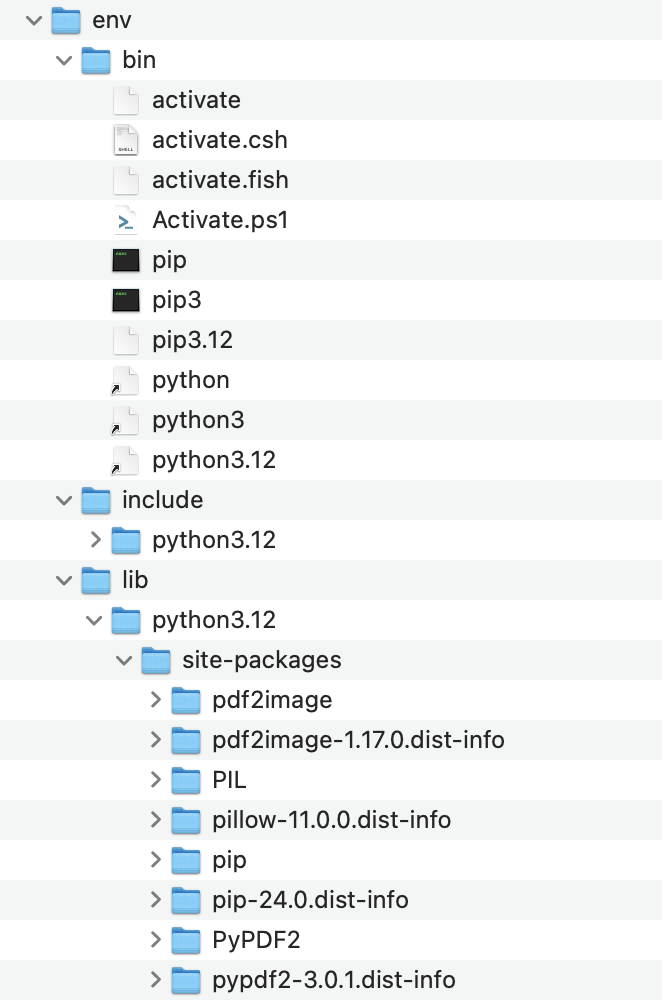 env
bin
activate
activate.csh
activate.fish
Activate.ps1
pip
pip3
pip3.12
python
python3
python3.12
include
python3.12
lib
python3.12
site-packages
pdf2image
pdf2image-1.17.0.dist-info
PIL
pillow-11.0.0.dist-info
pip
pip-24.0.dist-info
PyPDF2
pypdf2-3.0.1.dist-info